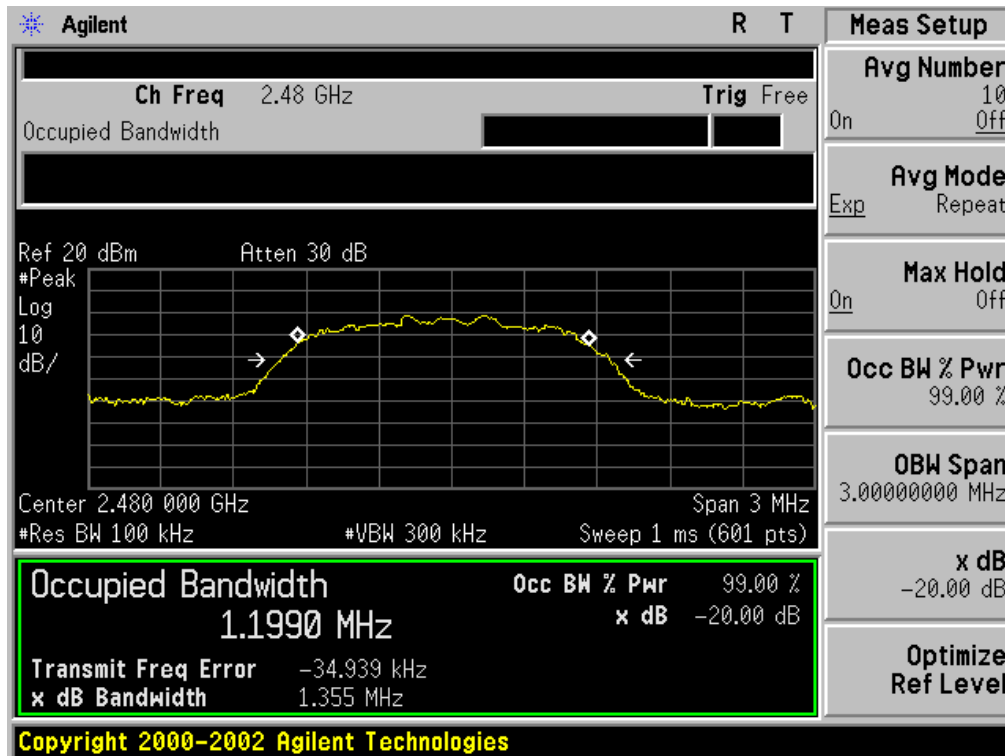 Agilent R T
Ch Freq 2.48 GHz Trig Free
Occupied Bandwidth
Ref 20 dBm Atten 30 dB
#Peak
Log
10
dB/
Center 2.480 000 GHz Span 3 MHz
#Res BW 100 kHz #VBW 300 kHz Sweep 1 ms (601 pts)
Occupied Bandwidth Occ BW % Pwr 99.00 %
1.1990 MHz x dB -20.00 dB
Transmit Freq Error -34.939 kHz
x dB Bandwidth 1.355 MHz
Copyright 2000-2002 Agilent Technologies
Meas Setup
Avg Number
10
On Off
Avg Mode
Exp Repeat
Max Hold
On Off
Occ BW % Pwr
99.00 %
OBW Span
3.00000000 MHz
x dB
-20.00 dB
Optimize
Ref Level